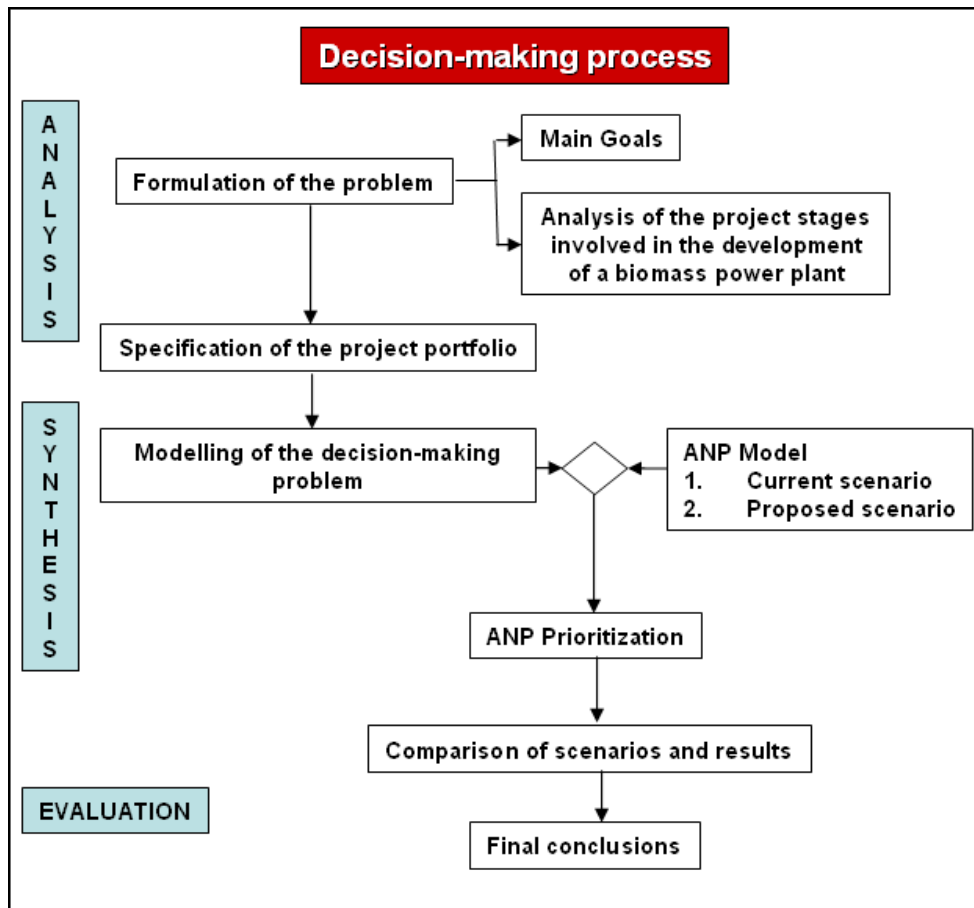 Decision-making process
ANALYSIS
Main Goals
Formulation of the problem
Analysis of the project stages
involved in the development
of a biomass power plant
Specification of the project portfolio
SYNTHESIS
Modelling of the decision-making
problem
ANP Model
1. Current scenario
2. Proposed scenario
ANP Prioritization
Comparison of scenarios and results
EVALUATION
Final conclusions